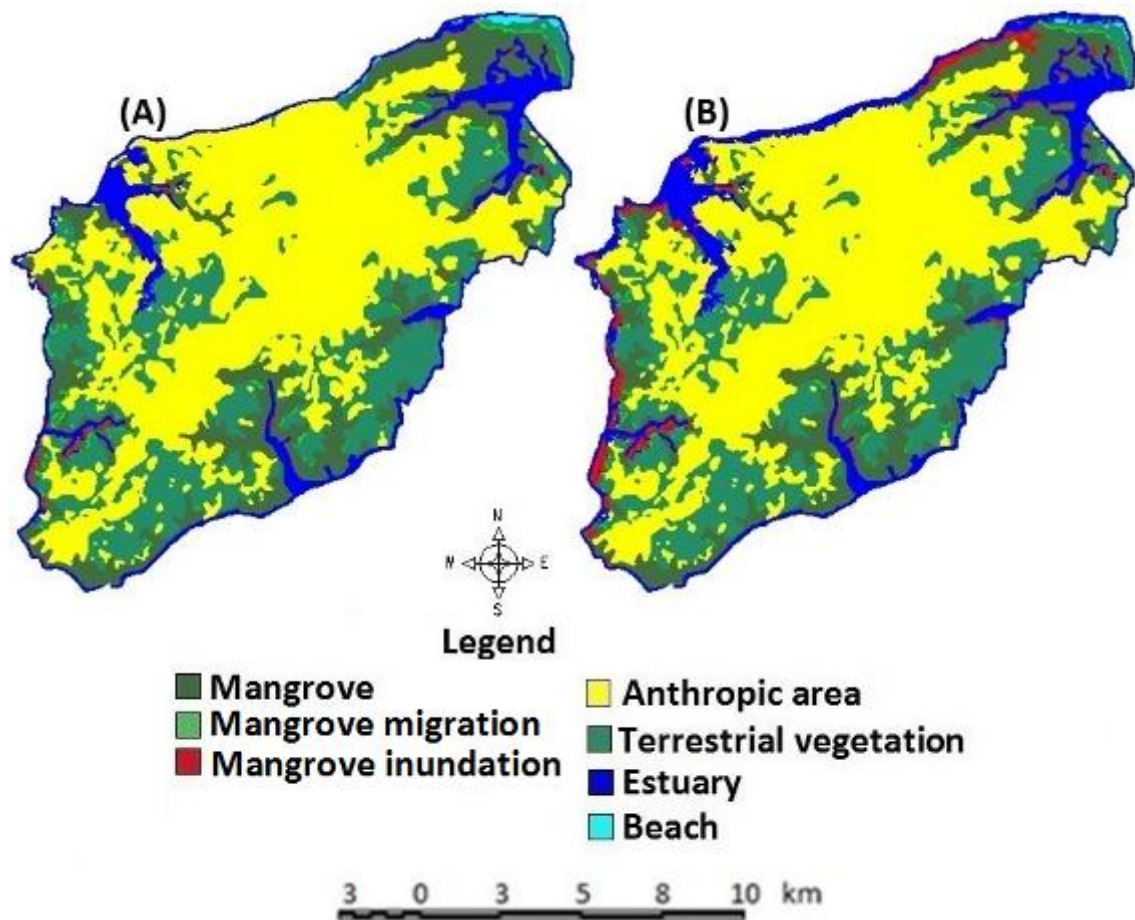 (A)
(B)
N
W E
S
Legend
Mangrove
Mangrove migration
Mangrove inundation
Anthropic area
Terrestrial vegetation
Estuary
Beach
3 0 3 5 8 10 km